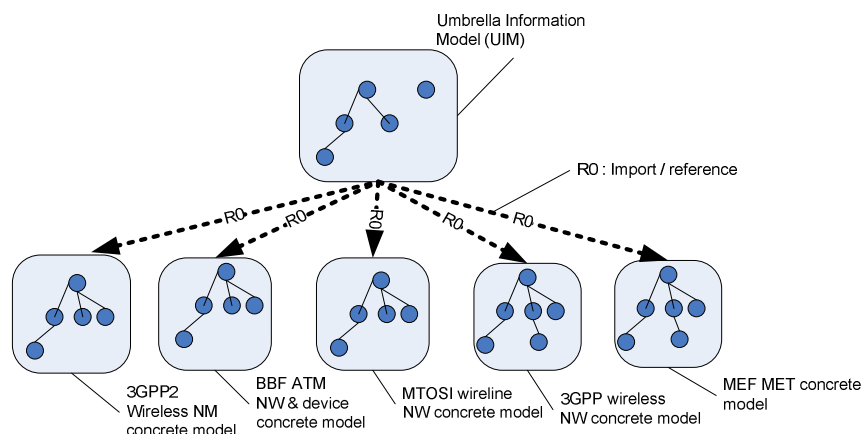 Umbrella Information
Model (UIM)
R0 : Import / reference
R0
R0
R0
R0
R0
3GPP2
Wireless NM
concrete model
BBF ATM
NW & device
concrete model
MTOSI wireline
NW concrete model
3GPP wireless
NW concrete model
MEF MET concrete
model